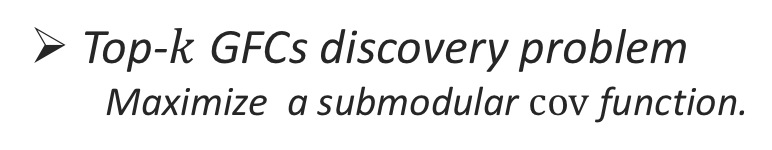 ➢ Top-k GFCs discovery problem
Maximize a submodular cov function.